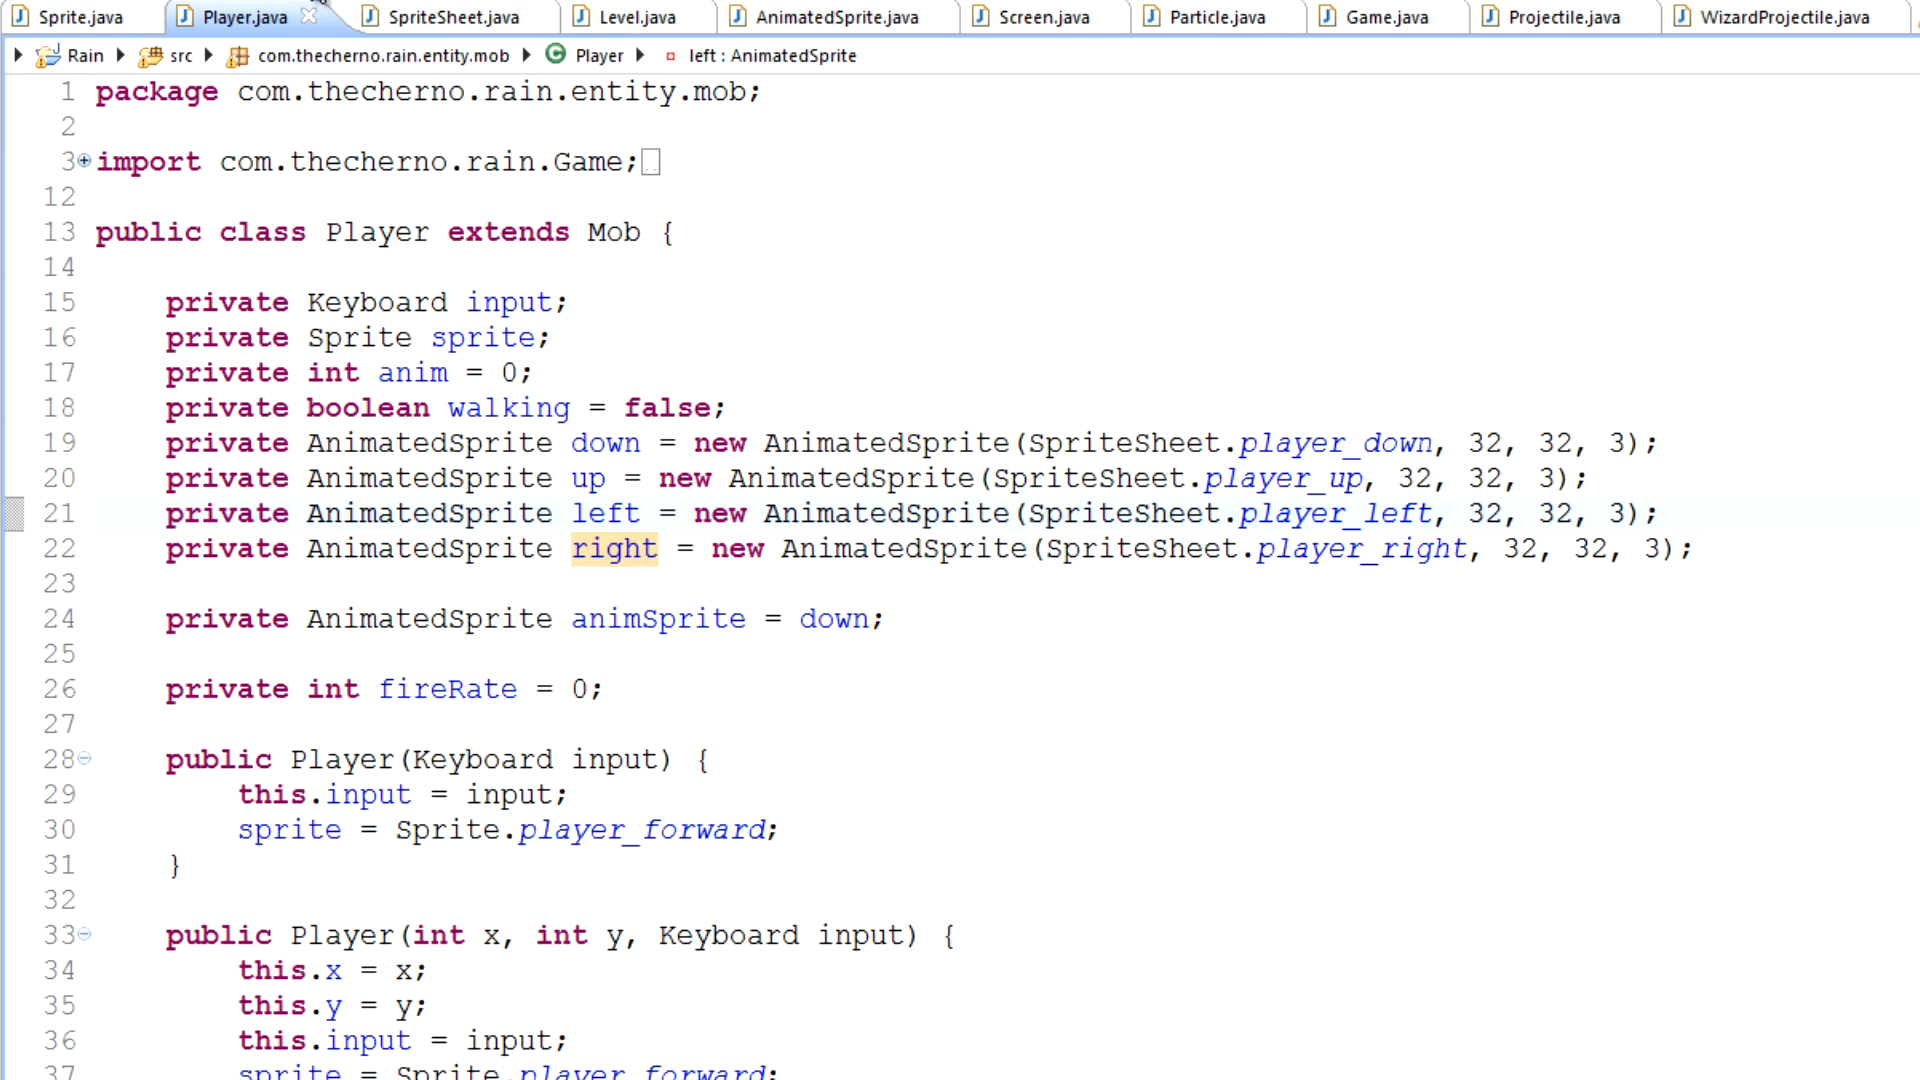 Sprite.java Player.java SpriteSheet.java Level.java AnimatedSprite.java Screen.java Particle.java Game.java Projectile.java WizardProjectile.java
Rain src com.thecherno.rain.entity.mob Player left : AnimatedSprite
1 package com.thecherno.rain.entity.mob;
2
3 import com.thecherno.rain.Game;
12
13 public class Player extends Mob {
14
15 private Keyboard input;
16 private Sprite sprite;
17 private int anim = 0;
18 private boolean walking = false;
19 private AnimatedSprite down = new AnimatedSprite(SpriteSheet.player_down, 32, 32, 3);
20 private AnimatedSprite up = new AnimatedSprite(SpriteSheet.player_up, 32, 32, 3);
21 private AnimatedSprite left = new AnimatedSprite(SpriteSheet.player_left, 32, 32, 3);
22 private AnimatedSprite right = new AnimatedSprite(SpriteSheet.player_right, 32, 32, 3);
23
24 private AnimatedSprite animSprite = down;
25
26 private int fireRate = 0;
27
28 public Player(Keyboard input) {
29 this.input = input;
30 sprite = Sprite.player_forward;
31 }
32
33 public Player(int x, int y, Keyboard input) {
34 this.x = x;
35 this.y = y;
36 this.input = input;
37 sprite = Sprite.player_forward;